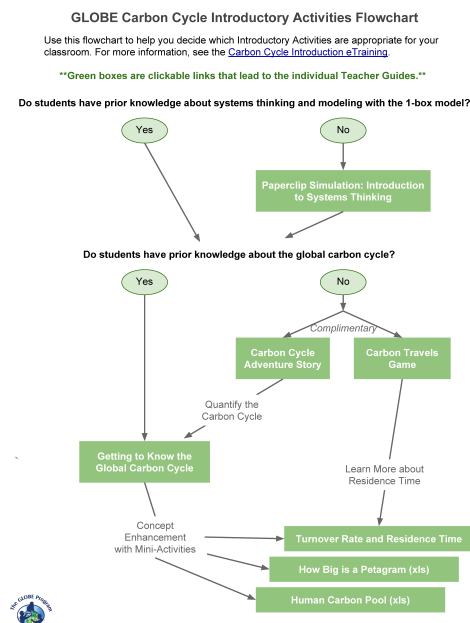 GLOBE Carbon Cycle Introductory Activities Flowchart
Use this flowchart to help you decide which Introductory Activities are appropriate for your
classroom. For more information, see the Carbon Cycle Introduction eTraining.
**Green boxes are clickable links that lead to the individual Teacher Guides.**
Do students have prior knowledge about systems thinking and modeling with the 1-box model?
Yes
No
Paperclip Simulation: Introduction
to Systems Thinking
Do students have prior knowledge about the global carbon cycle?
Yes
No
Complimentary
Carbon Cycle
Adventure Story
Carbon Travels
Game
Quantify the
Carbon Cycle
Getting to Know the
Global Carbon Cycle
Learn More about
Residence Time
Concept
Enhancement
with Mini-Activities
Turnover Rate and Residence Time
How Big is a Petagram (xls)
Human Carbon Pool (xls)
The GLOBE Program